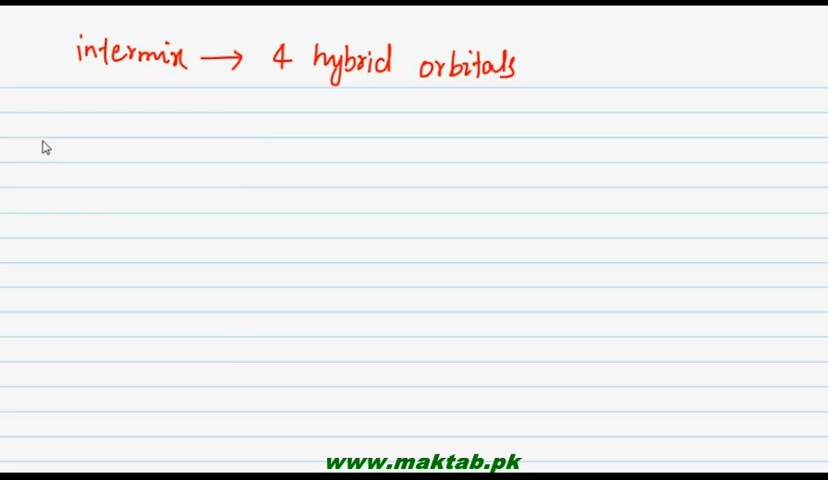 intermix → 4 hybrid orbitals
www.maktab.pk